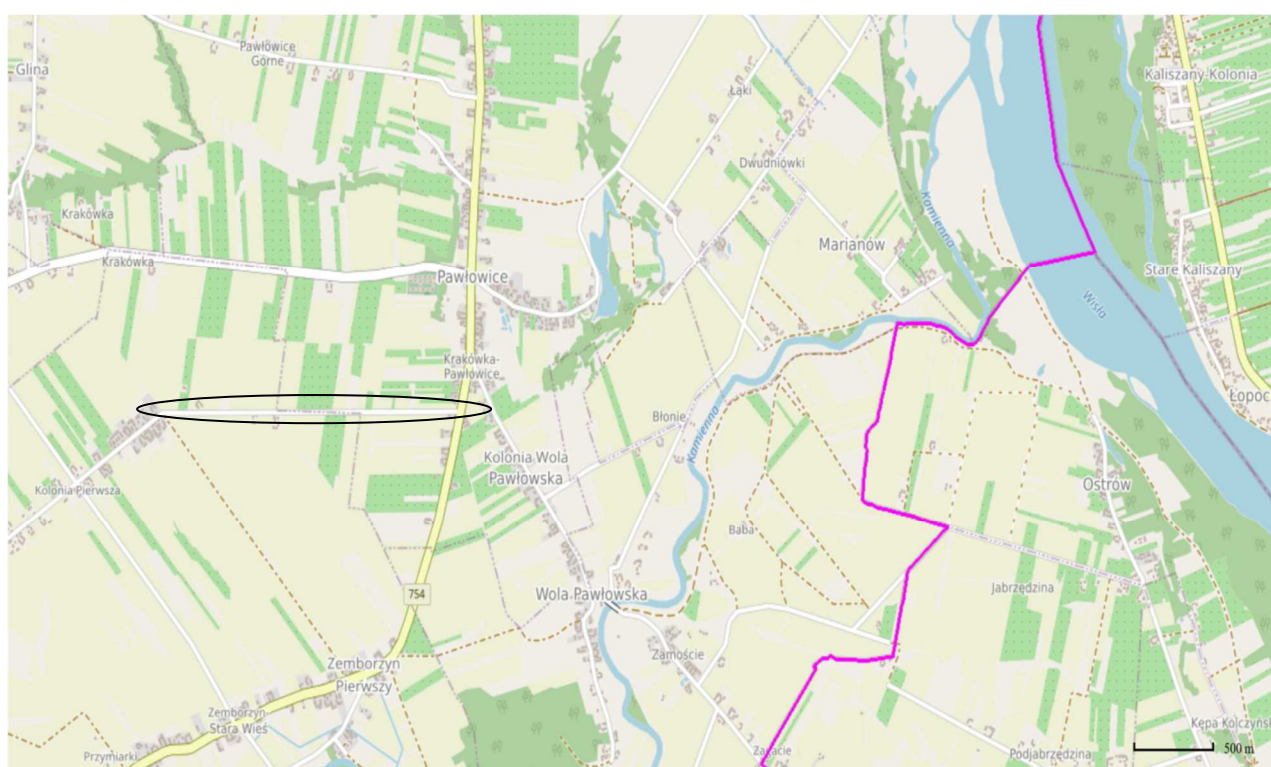 Pawłowice
Górne
Glina
Łąki
Kaliszany-Kolonia
Dwudniówki
Krakówka
Kamienna
Marianów
Krakówka
Pawłowice
Stare Kaliszany
Wisła
Krakówka-
Pawłowice
Łopoc
Błonie
Kamienna
Kolonia Wola
Pawłowska
Kolonia Pierwsza
Ostrów
Baba
754
Wola Pawłowska
Jabrzędzina
Zamoście
Zemborzyn
Pierwszy
Zemborzyn-
Stara Wieś
Kępa Kolczyńsk
Przymiarki
Zającie
Podjabrzędzina
500 m